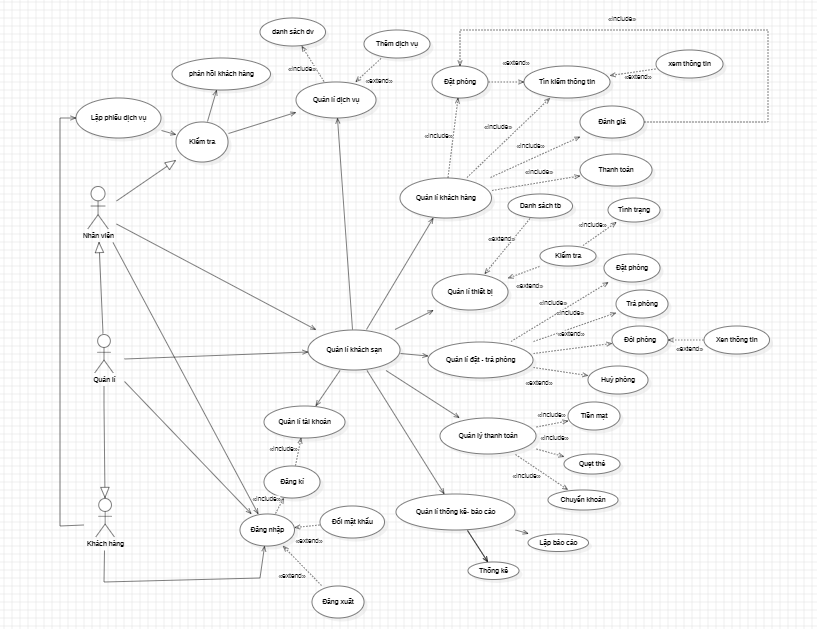 «include»
danh sách dv
Thêm dịch vụ
«extend»
xem thông tin
«include»
phản hồi khách hàng
«extend»
Đặt phòng
Tìn kiếm thông tin
«extend»
Quản lí dịch vụ
Lập phiếu dịch vụ
«include»
Đánh giá
Kiểm tra
«include»
«include»
Thanh toán
«include»
Quản lí khách hàng
Danh sách tb
Tình trạng
«include»
Nhân viên
«extend»
Kiểm tra
Đặt phòng
«extend»
Quản lí thiết bị
«include»
Trả phòng
«include»
«extend»
Đổi phòng
Xen thông tin
Quản lí khách sạn
«extend»
Quản lí đặt - trả phòng
Quản lí
«extend»
Huỷ phòng
«include»
Tiền mặt
Quản lí tài khoản
Quản lý thanh toán
«include»
«include»
Quẹt thẻ
«include»
Đăng kí
«include»
Chuyển khoản
Quản lí thống kê- báo cáo
Đổi mật khẩu
Đăng nhập
Khách hàng
«extend»
Lập báo cáo
Thống kê
«extend»
Đăng xuất